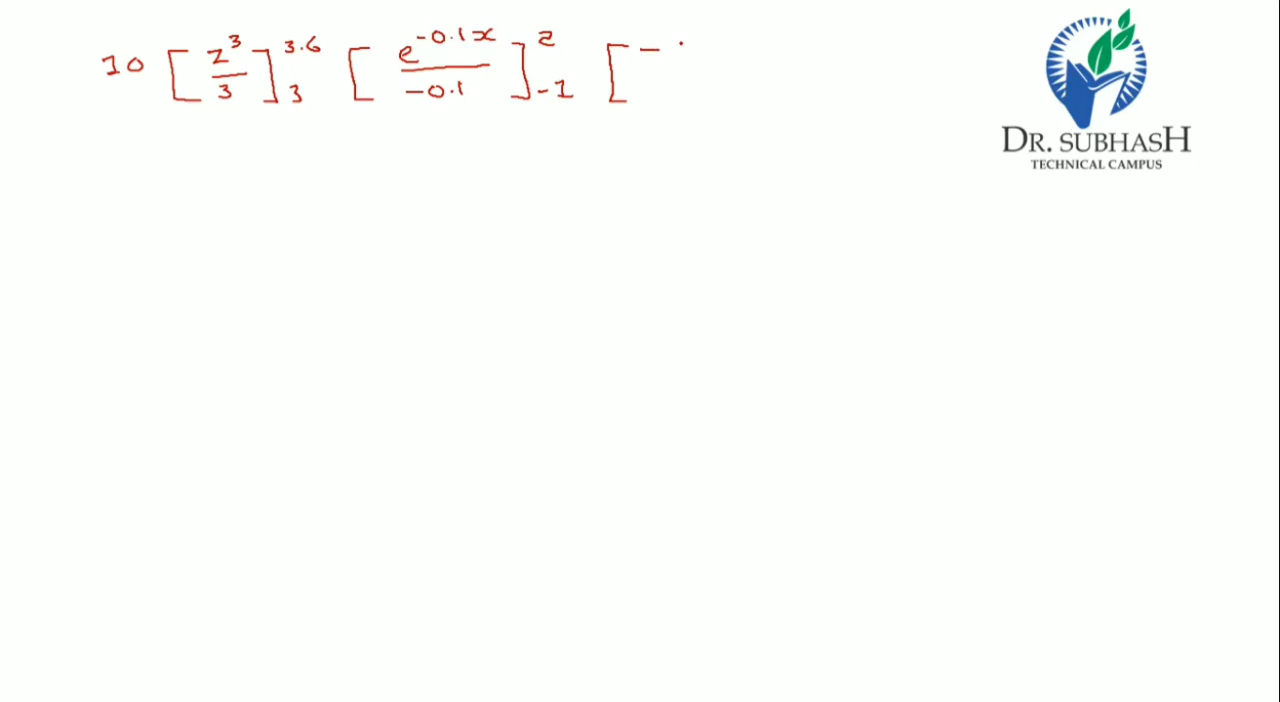 10 [z³/3]₃^3.6 [e^-0.1x/-0.1]₋₁^2 [ -
DR. SUBHASH
TECHNICAL CAMPUS